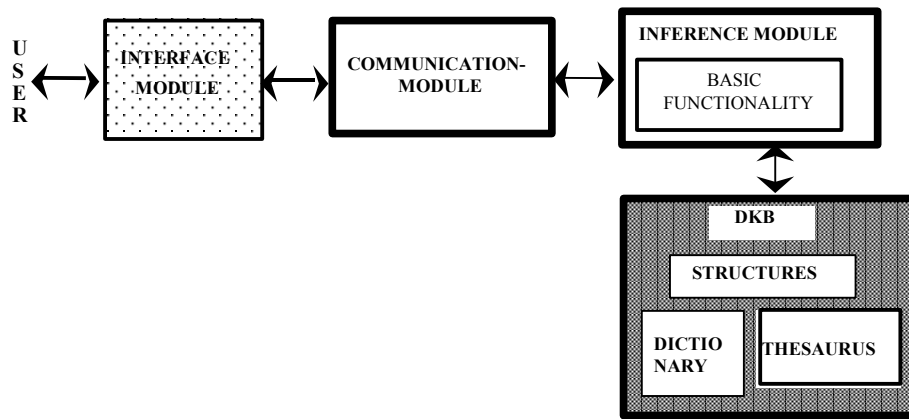 U
S
E
R
INTERFACE
MODULE
COMMUNICATION-
MODULE
INFERENCE MODULE
BASIC
FUNCTIONALITY
DKB
STRUCTURES
DICTIO
NARY
THESAURUS